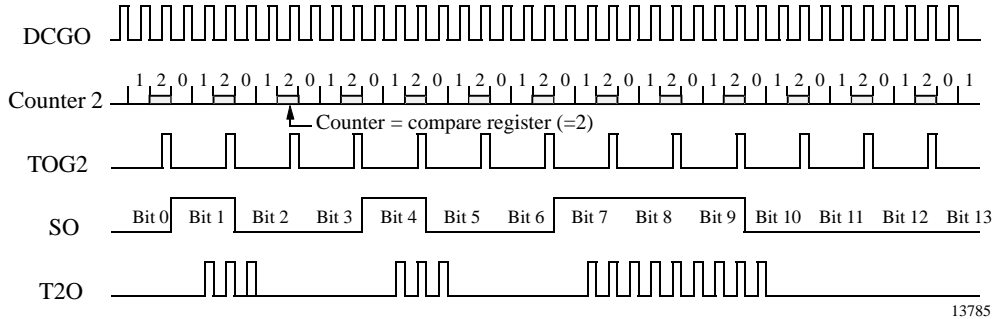 DCGO
1 2 0 1 2 0 1 2 0 1 2 0 1 2 0 1 2 0 1 2 0 1 2 0 1 2 0 1 2 0 1 2 0 1 2 0 1 2 0 1
Counter 2
Counter = compare register (=2)
TOG2
SO
Bit 0 Bit 1 Bit 2 Bit 3 Bit 4 Bit 5 Bit 6 Bit 7 Bit 8 Bit 9 Bit 10 Bit 11 Bit 12 Bit 13
T2O
13785